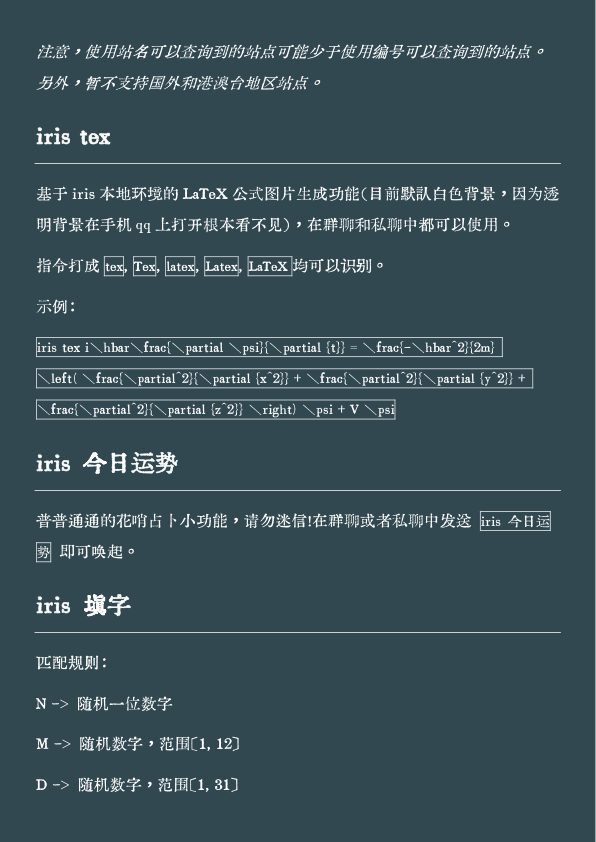 注意，使用站名可以查询到的站点可能少于使用编号可以查询到的站点。
另外，暂不支持国外和港澳台地区站点。
iris tex
基于 iris 本地环境的 LaTeX 公式图片生成功能(目前默认白色背景，因为透
明背景在手机 qq 上打开根本看不见)，在群聊和私聊中都可以使用。
指令打成 tex, Tex, latex, Latex, LaTeX 均可以识别。
示例:
iris tex i\hbar\frac{\partial \psi}{\partial {t}} = \frac{-\hbar^2}{2m}
\left( \frac{\partial^2}{\partial {x^2}} + \frac{\partial^2}{\partial {y^2}} +
\frac{\partial^2}{\partial {z^2}} \right) \psi + V \psi
iris 今日运势
普普通通的花哨占卜小功能，请勿迷信!在群聊或者私聊中发送 iris 今日运
势 即可唤起。
iris 填字
匹配规则:
N -> 随机一位数字
M -> 随机数字，范围[1, 12]
D -> 随机数字，范围[1, 31]